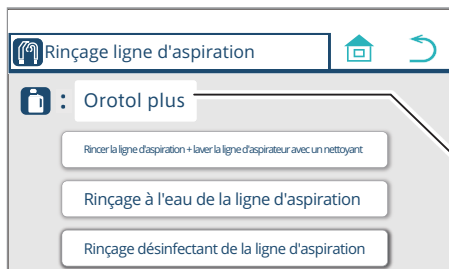 Rinçage ligne d'aspiration
: Orotol plus
Rincer la ligne d'aspiration + laver la ligne d'aspirateur avec un nettoyant
Rinçage à l'eau de la ligne d'aspiration
Rinçage désinfectant de la ligne d'aspiration